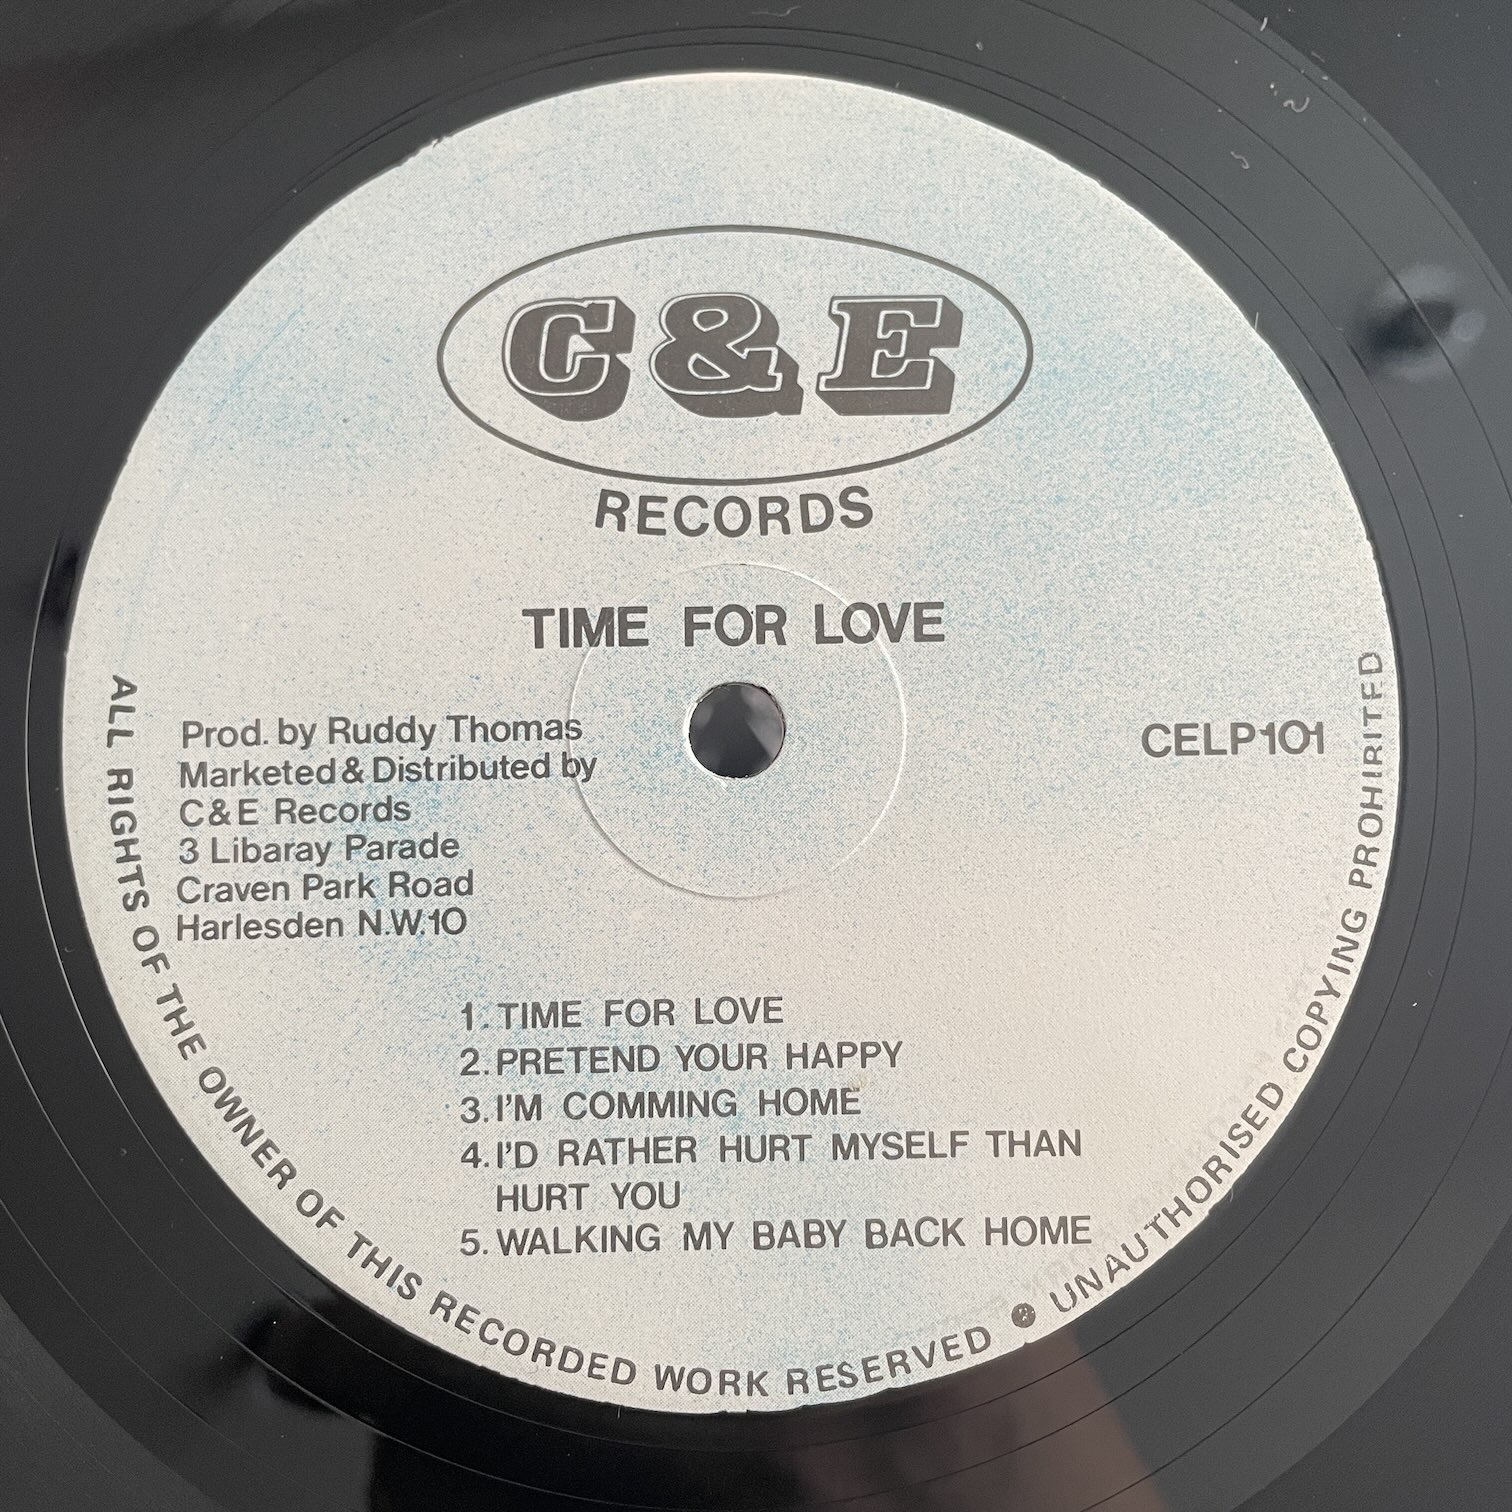 C & E
RECORDS
TIME FOR LOVE
Prod. by Ruddy Thomas
Marketed & Distributed by
C & E Records
3 Libaray Parade
Craven Park Road
Harlesden N.W.10
CELP101
1. TIME FOR LOVE
2. PRETEND YOUR HAPPY
3. I'M COMMING HOME
4. I'D RATHER HURT MYSELF THAN
HURT YOU
5. WALKING MY BABY BACK HOME
ALL RIGHTS OF THE OWNER OF THIS RECORDED WORK RESERVED ● UNAUTHORISED COPYING PROHIRITED